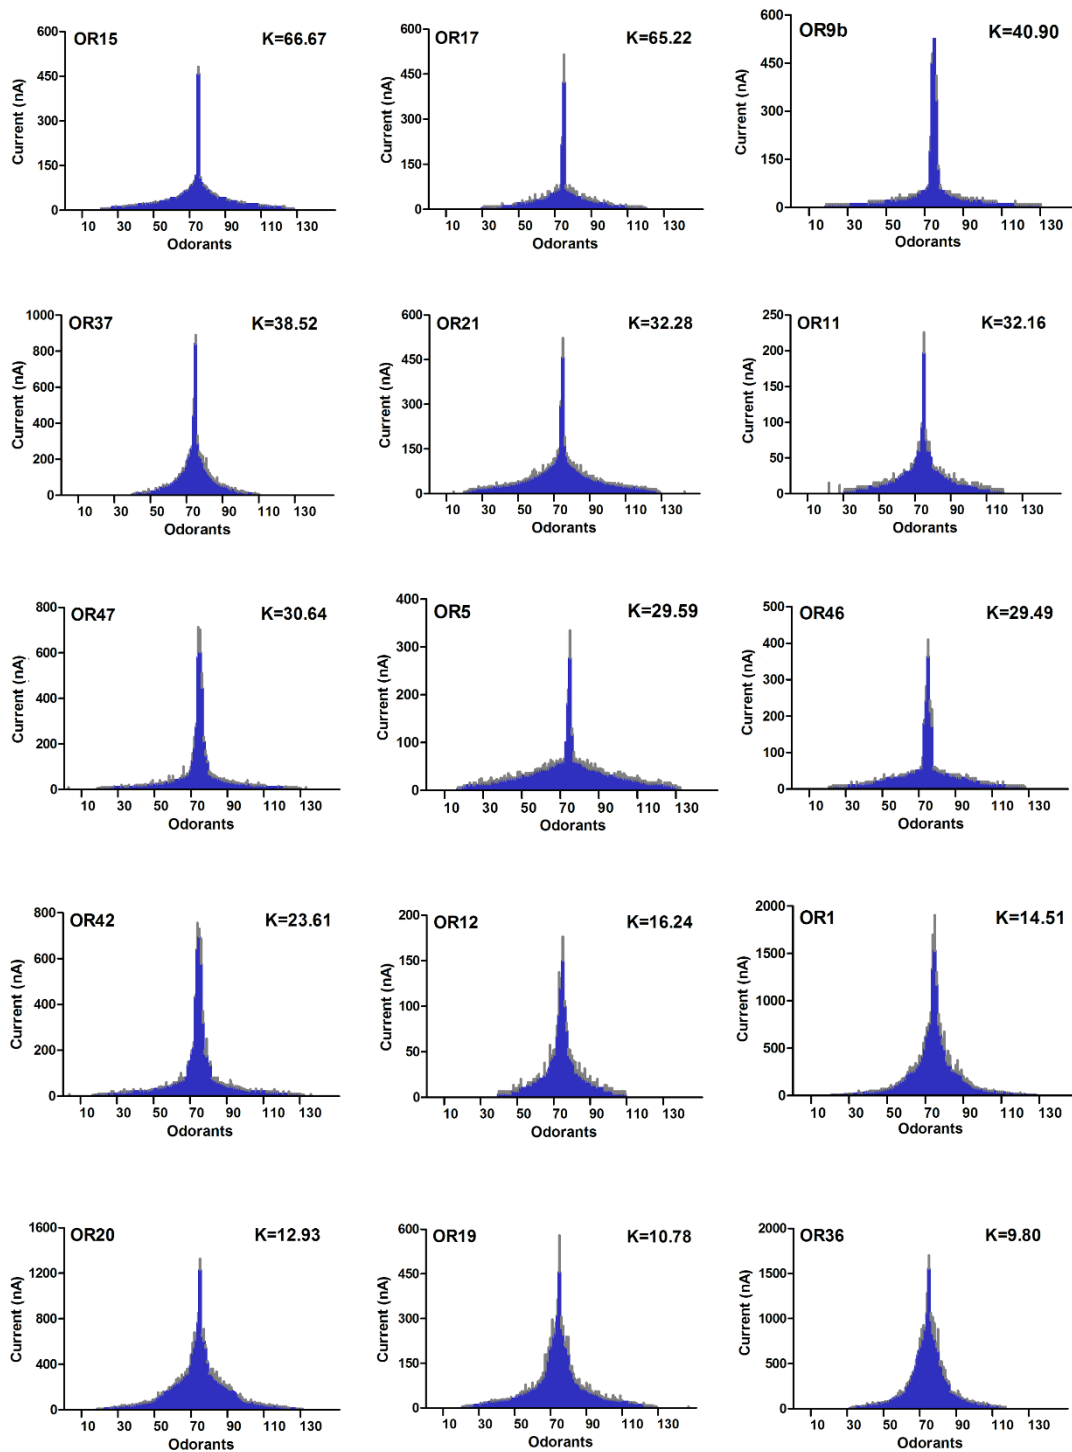 OR15 K=66.67
Current (nA)
600
450
300
150
0
10 30 50 70 90 110 130
Odorants
OR17 K=65.22
Current (nA)
600
450
300
150
0
10 30 50 70 90 110 130
Odorants
OR9b K=40.90
Current (nA)
600
450
300
150
0
10 30 50 70 90 110 130
Odorants
OR37 K=38.52
Current (nA)
1000
800
600
400
200
0
10 30 50 70 90 110 130
Odorants
OR21 K=32.28
Current (nA)
600
450
300
150
0
10 30 50 70 90 110 130
Odorants
OR11 K=32.16
Current (nA)
250
200
150
100
50
0
10 30 50 70 90 110 130
Odorants
OR47 K=30.64
Current (nA)
800
600
400
200
0
10 30 50 70 90 110 130
Odorants
OR5 K=29.59
Current (nA)
400
300
200
100
0
10 30 50 70 90 110 130
Odorants
OR46 K=29.49
Current (nA)
500
400
300
200
100
0
10 30 50 70 90 110 130
Odorants
OR42 K=23.61
Current (nA)
800
600
400
200
0
10 30 50 70 90 110 130
Odorants
OR12 K=16.24
Current (nA)
200
150
100
50
0
10 30 50 70 90 110 130
Odorants
OR1 K=14.51
Current (nA)
2000
1500
1000
500
0
10 30 50 70 90 110 130
Odorants
OR20 K=12.93
Current (nA)
1600
1200
800
400
0
10 30 50 70 90 110 130
Odorants
OR19 K=10.78
Current (nA)
600
450
300
150
0
10 30 50 70 90 110 130
Odorants
OR36 K=9.80
Current (nA)
2000
1500
1000
500
0
10 30 50 70 90 110 130
Odorants